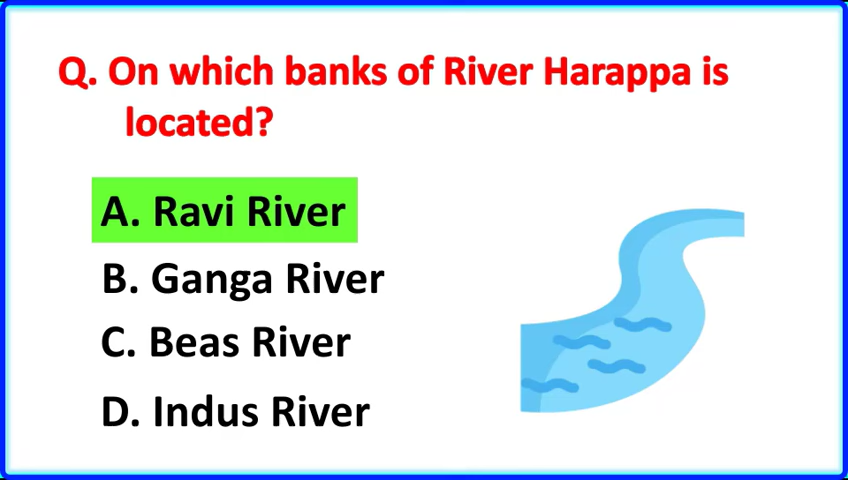 Q. On which banks of River Harappa is
located?
A. Ravi River
B. Ganga River
C. Beas River
D. Indus River